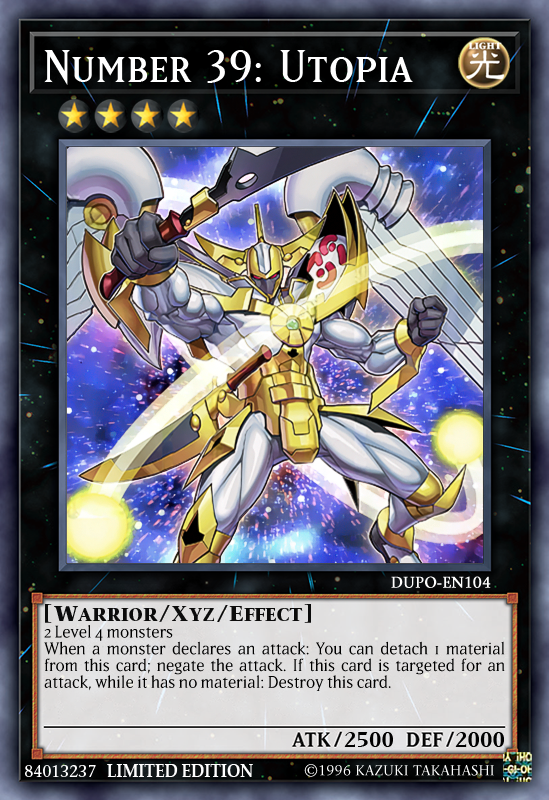 NUMBER 39: UTOPIA
LIGHT
光
DUPO-EN104
[WARRIOR/XYZ/EFFECT]
2 Level 4 monsters
When a monster declares an attack: You can detach 1 material
from this card; negate the attack. If this card is targeted for an
attack, while it has no material: Destroy this card.
ATK/2500 DEF/2000
84013237 LIMITED EDITION ©1996 KAZUKI TAKAHASHI